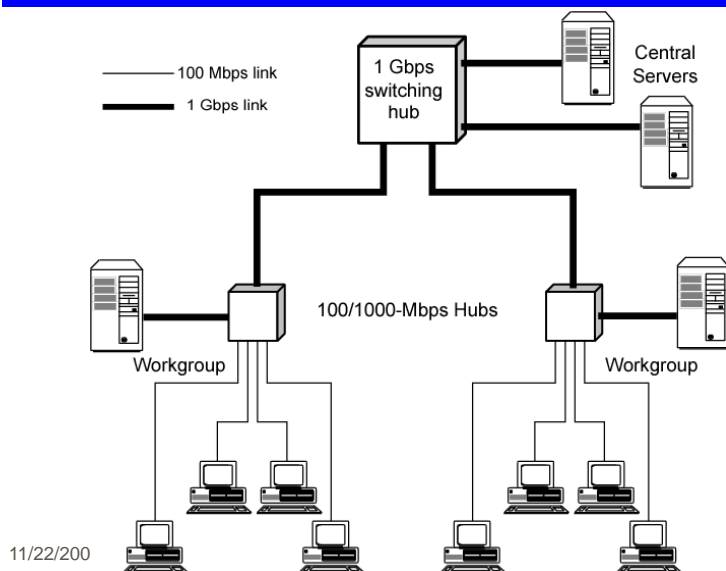 100 Mbps link
1 Gbps link
1 Gbps
switching
hub
Central
Servers
100/1000-Mbps Hubs
Workgroup
Workgroup
11/22/200